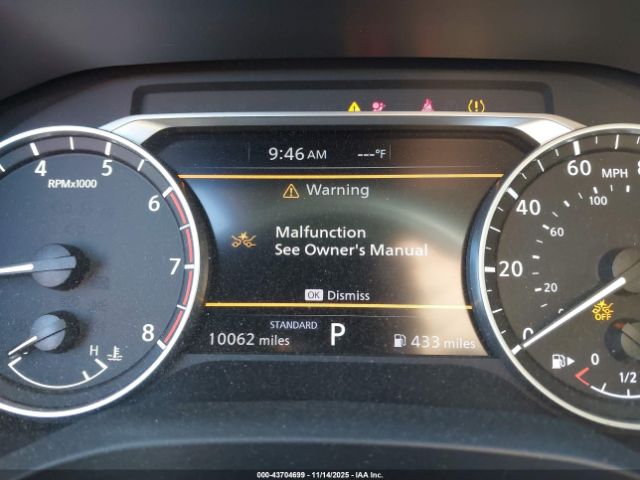 9:46 AM ---°F
4 5 6 7 8
RPMx1000
Warning
Malfunction
See Owner's Manual
OK Dismiss
STANDARD P
10062 miles 433 miles
H
0 20 40 60 8
MPH
20 60 100
OFF
0 1/2
000-43704699 - 11/14/2025 - IAA Inc.